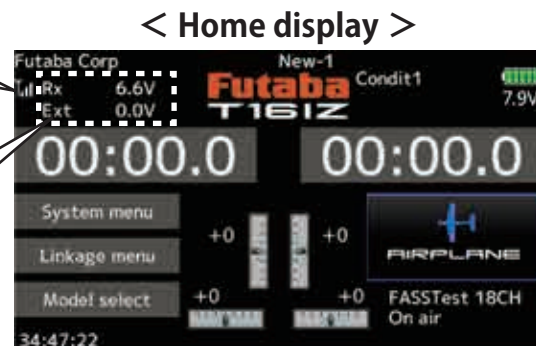 < Home display >
Futaba Corp New-1
Rx 6.6V Futaba Condit1
Ext 0.0V T16IZ 7.9V
00:00.0 00:00.0
System menu
+0 +0
Linkage menu AIRPLANE
Model select +0 +0 FASSTest 18CH
On air
34:47:22